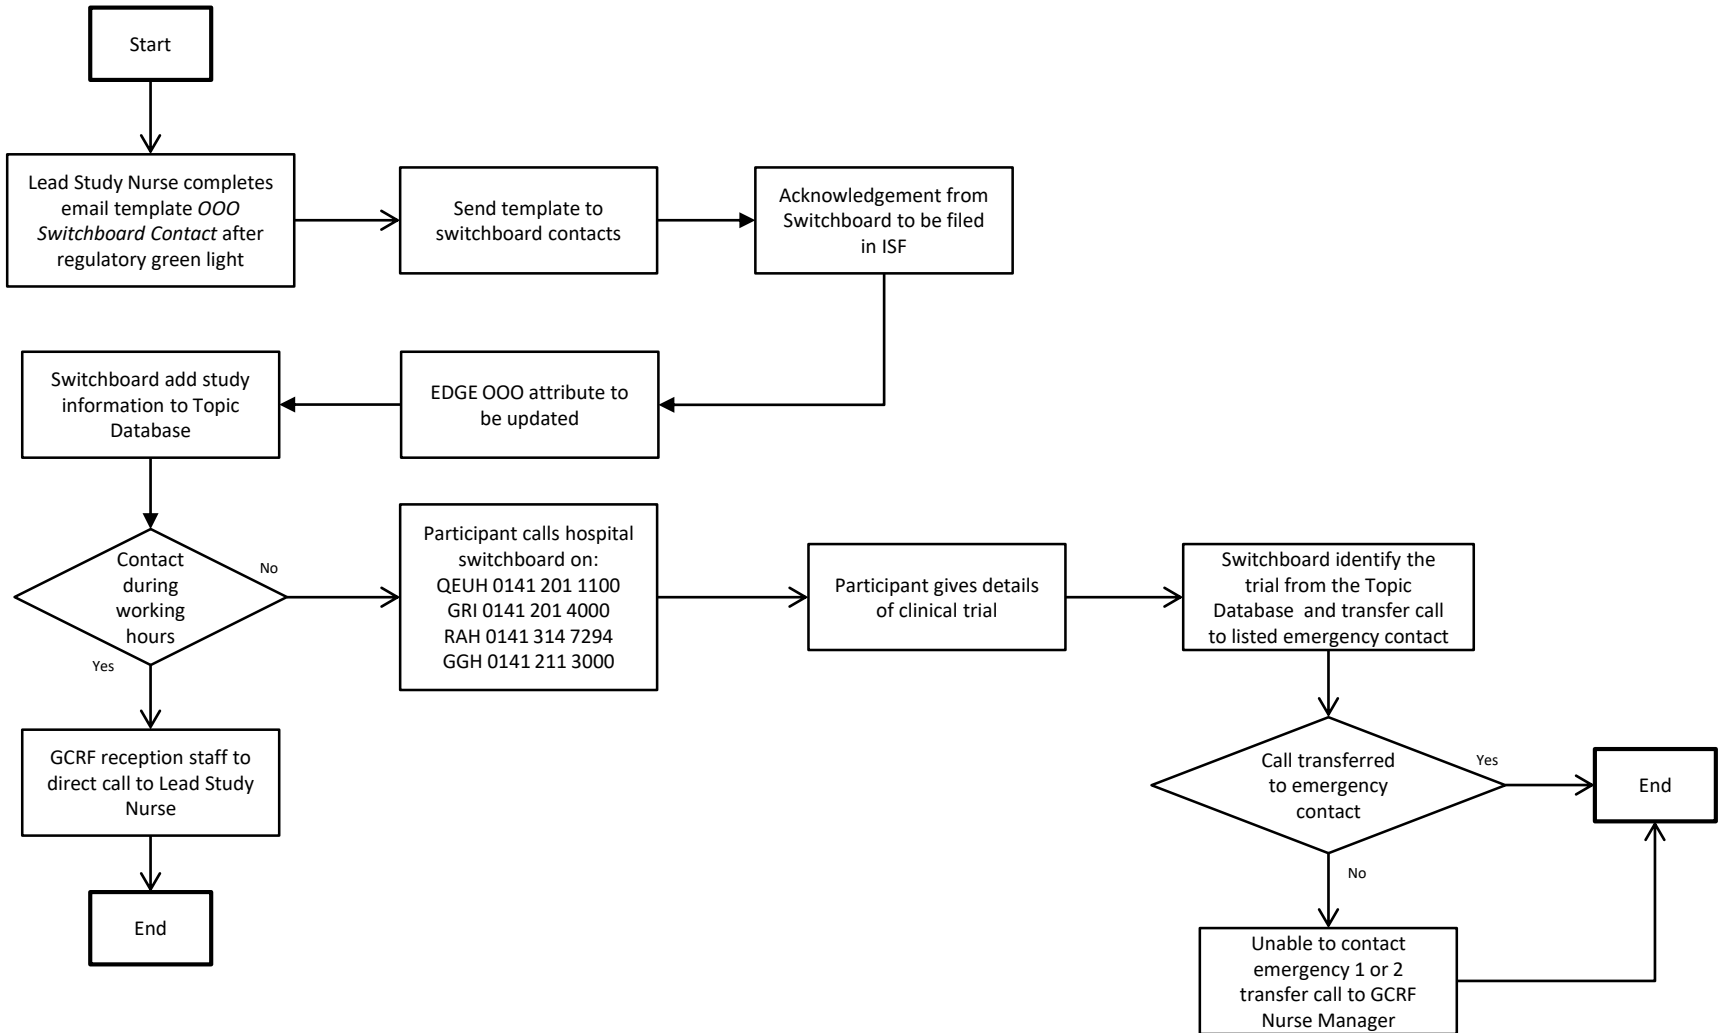 Start
Lead Study Nurse completes
email template OOO
Switchboard Contact after
regulatory green light
Send template to
switchboard contacts
Acknowledgement from
Switchboard to be filed
in ISF
Switchboard add study
information to Topic
Database
EDGE OOO attribute to
be updated
Contact
during
working
hours
No
Yes
Participant calls hospital
switchboard on:
QEUH 0141 201 1100
GRI 0141 201 4000
RAH 0141 314 7294
GGH 0141 211 3000
Participant gives details
of clinical trial
Switchboard identify the
trial from the Topic
Database and transfer call
to listed emergency contact
GCRF reception staff to
direct call to Lead Study
Nurse
End
Call transferred
to emergency
contact
Yes
End
No
Unable to contact
emergency 1 or 2
transfer call to GCRF
Nurse Manager